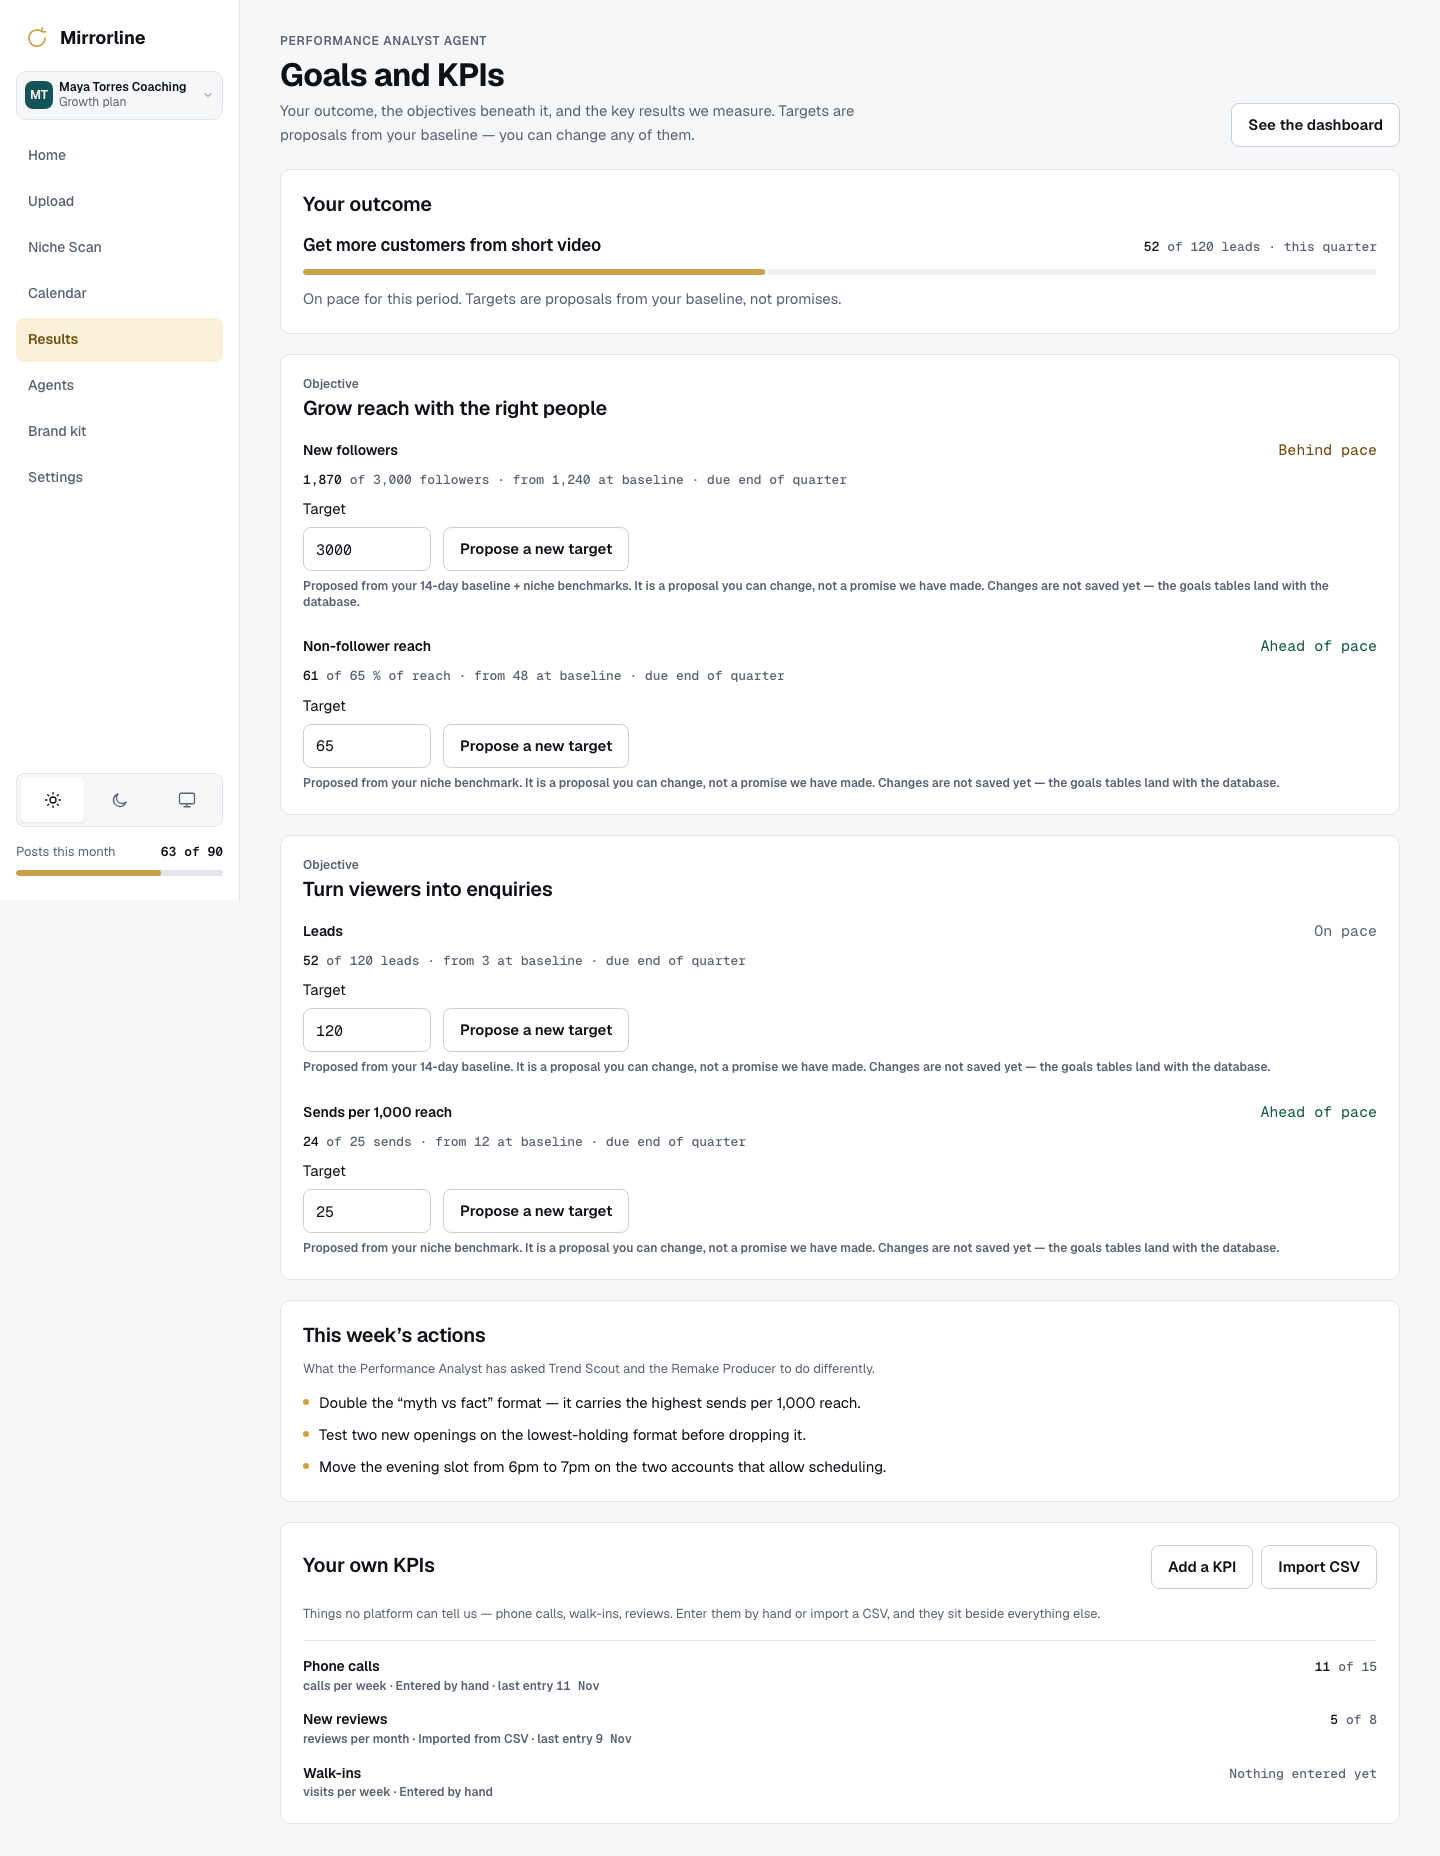 Mirrorline
MT
Maya Torres Coaching
Growth plan
Home
Upload
Niche Scan
Calendar
Results
Agents
Brand kit
Settings
Posts this month
63 of 90
PERFORMANCE ANALYST AGENT
Goals and KPIs
Your outcome, the objectives beneath it, and the key results we measure. Targets are
proposals from your baseline — you can change any of them.
See the dashboard
Your outcome
Get more customers from short video
52 of 120 leads · this quarter
On pace for this period. Targets are proposals from your baseline, not promises.
Objective
Grow reach with the right people
New followers
Behind pace
1,870 of 3,000 followers · from 1,240 at baseline · due end of quarter
Target
3000
Propose a new target
Proposed from your 14-day baseline + niche benchmarks. It is a proposal you can change, not a promise we have made. Changes are not saved yet — the goals tables land with the
database.
Non-follower reach
Ahead of pace
61 of 65 % of reach · from 48 at baseline · due end of quarter
Target
65
Propose a new target
Proposed from your niche benchmark. It is a proposal you can change, not a promise we have made. Changes are not saved yet — the goals tables land with the database.
Objective
Turn viewers into enquiries
Leads
On pace
52 of 120 leads · from 3 at baseline · due end of quarter
Target
120
Propose a new target
Proposed from your 14-day baseline. It is a proposal you can change, not a promise we have made. Changes are not saved yet — the goals tables land with the database.
Sends per 1,000 reach
Ahead of pace
24 of 25 sends · from 12 at baseline · due end of quarter
Target
25
Propose a new target
Proposed from your niche benchmark. It is a proposal you can change, not a promise we have made. Changes are not saved yet — the goals tables land with the database.
This week’s actions
What the Performance Analyst has asked Trend Scout and the Remake Producer to do differently.
Double the “myth vs fact” format — it carries the highest sends per 1,000 reach.
Test two new openings on the lowest-holding format before dropping it.
Move the evening slot from 6pm to 7pm on the two accounts that allow scheduling.
Your own KPIs
Add a KPI
Import CSV
Things no platform can tell us — phone calls, walk-ins, reviews. Enter them by hand or import a CSV, and they sit beside everything else.
Phone calls
11 of 15
calls per week · Entered by hand · last entry 11 Nov
New reviews
5 of 8
reviews per month · Imported from CSV · last entry 9 Nov
Walk-ins
Nothing entered yet
visits per week · Entered by hand